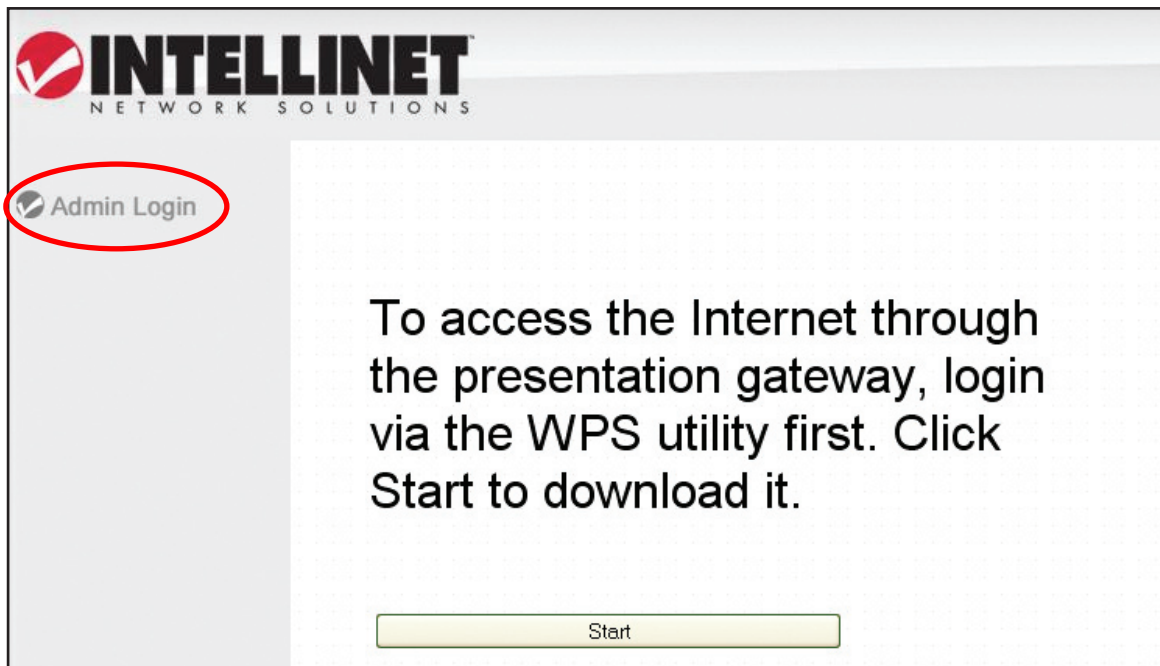 INTELLINET
NETWORK SOLUTIONS
Admin Login
To access the Internet through
the presentation gateway, login
via the WPS utility first. Click
Start to download it.
Start